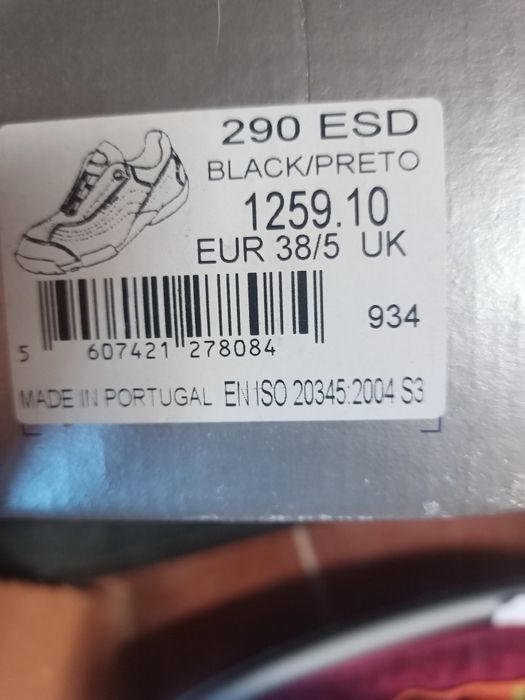 290 ESD
BLACK/PRETO
1259.10
EUR 38/5 UK
934
5 607421 278084
MADE IN PORTUGAL EN ISO 20345:2004 S3